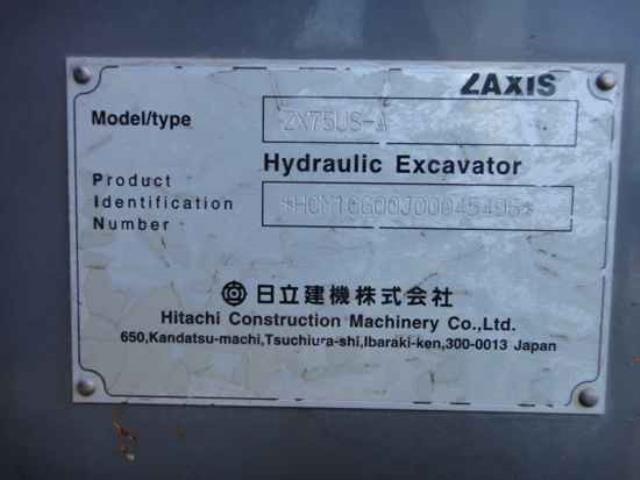 ZAXIS
Model/type ZX75US-A
Hydraulic Excavator
Product
Identification
Number
日立建機株式会社
Hitachi Construction Machinery Co.,Ltd.
650,Kandatsu-machi,Tsuchiura-shi,Ibaraki-ken,300-0013 Japan